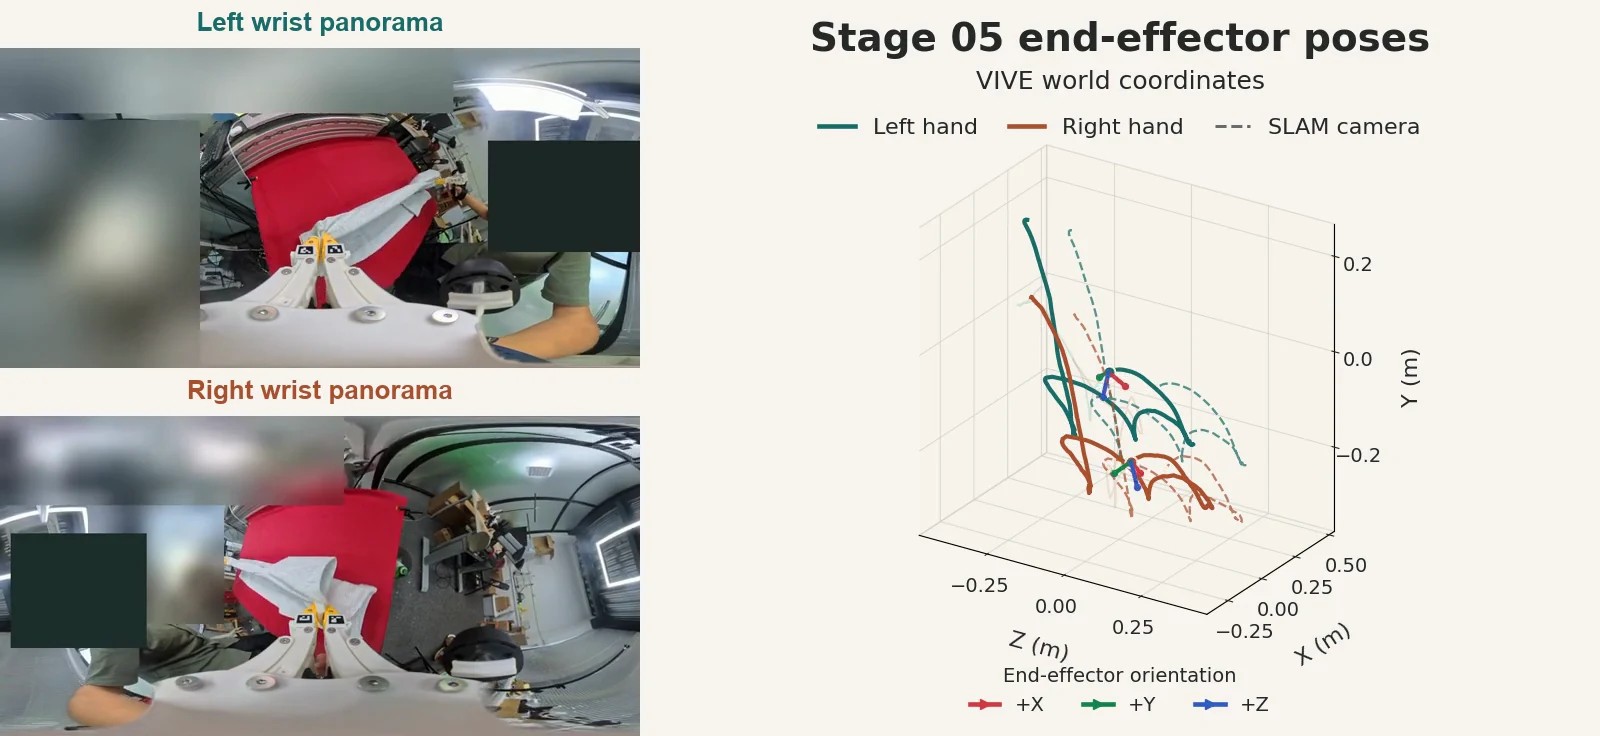 Left wrist panorama
Right wrist panorama
Stage 05 end-effector poses
VIVE world coordinates
Left hand
Right hand
SLAM camera
0.2
0.0
−0.2
Y (m)
−0.25
0.00
0.25
Z (m)
0.50
0.25
0.00
−0.25
X (m)
End-effector orientation
+X
+Y
+Z